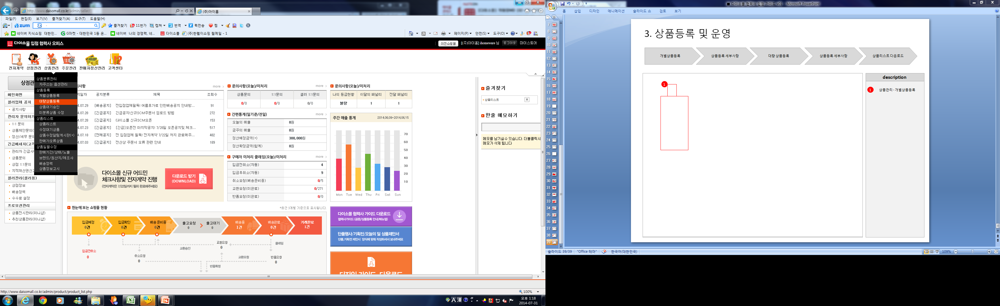 http://www.daisomall.co.kr/admin/seller/
(주)아이홈
파일(F) 편집(E) 보기(V) 즐겨찾기(A) 도구(T) 도움말(H)
zum 즐겨찾기 11번가 캡쳐 번역 퀵전송 찜
네이버 지식쇼핑 대한민... G마켓 - 대한민국 1등 온... 네이버 나의 경쟁력, 네... 다이소몰 (주)한웰이쇼핑 웹메일 - 1
페이지(P) 안전(S) 도구(O)
다이소몰 입점 협력사 오피스
이전쇼핑몰 [(주)아이홈] ihomeware 님 로그아웃 마이스토어
전자계약 상점관리 상품관리 주문관리 판매자정산관리 고객센타
상점관
메인화면
셀러업체 공지
공지사항
관리자 문의하기
1:1 문의
상품제안문의(
정산/세무 문의
긴급메세지(고객
관리자 긴급사
상품문의
상점 1:1문의
지적재산권신고
셀러관리(셀러용)
상점정보
배송정책
수수료 설정
프로모션관리
상품전시관리(미니샵)
추천상품관리(미니샵)
상품분류관리
자주쓰는 옵션관리
상품등록
개별상품등록
대량상품등록
상품대기승인
미분류상품 수정
상품리스트
상품리스트
수정대기상품
상품수정알림게시판(+)
판매가오류상품
상품일괄수정
판매기간/상태/노출
브랜드/원산지/제조사
배송정책
상품정보고시
지사항 more
지일자 공지분류 제목 조회수
4.07.29 [배송공지] 전입점업체필독! 여름휴가로 인한배송공지 안내방... 91
4.07.28 [긴급공지] 긴급공지!신규SCM주문서 업로드 방법 272
4.07.28 [긴급공지] 다이소몰 신규SCM오픈 153
4.07.23 [긴급공지] [긴급]오픈전 마지막공지! 7/28일 오픈공지및 체크... 517
4.07.18 [전체공지] 전 입점업체 필독! 전자계약 7/22일 까지 완료해주... 482
4.07.03 [긴급공지] 전산상 주문서 오류 관련 안내 189
다이소몰 신규 어드민
체크사항및 전자계약 진행
(전자계약은 7/22일까지 필히 완료해주세요)
다운로드 받기
(DOWNLOAD)
문의사항(오늘)/미처리 more
상품문의 1:1문의 셀러 1:1문의
0/0 0/0 0/0
간편통계(일기준/전일) more
오늘의 매출 0원
금주의 매출 0원
정산예정금액(*) 300,000원
정산확정금액(합계) 0원
구매자 미처리 클레임(오늘)/미처리 more
입금전취소(자동) 4
입금후취소(자동) 9
취소요청(배송준비중) 0/5
교환요청(미완료) 0/271
반품요청(미완료) 0/0
문의사항(오늘)/미처리
나의 등급현황 이달의 패널티 전달 패널티
불량 1 1
주간 매출 통계 2014.06.09~2014.06.15
70
60
50
40
30
20
10
Mon Tue Wed Thu Fri Sat Sun
즐겨찾기
상품리스트 x
한줄 메모하기
메모를 남기실수 있습니다. 더블클릭시
메모가 삭제 됩니다
한눈에 보는 쇼핑몰 현황 *최근 3개월 기준으로 표시됩니다.
입금예정 입금확인 배송 준비중 출고요청 출고대기 배송중 배송완료 거래완료
0건 0건 0건 0 0 1건 0건 1건
입금전취소
0
취소요청
0
교환승인
교환요청
0
클래임
교환요청
반품요청
0
반품확정
다이소몰 협력사 가이드 다운로드
협력사가이드 (공문/상품등록 안내/매뉴얼)
단품행사/기획전/오늘의 딜 상품제안서
단품,기획전 제안시 양식에 맞춰 작성하셔서 보내주세요
디자인 가이드 다운로드
http://www.daisomall.co.kr/admin/product/product_list.php
100%
A 漢
오후 1:18
2014-07-31
다이소몰 협력사 입점 가이드 v01 - Microsoft PowerPoint
홈 삽입 디자인 애니메이션 슬라이드 쇼 검토 보기
7
8
9
10
11
12
13
14
15
16
17
18
19
20
21
22
23
24
25
26
27
28
29
30
31
32
33
34
35
36
37
38
39
3. 상품등록 및 운영
개별상품등록 상품등록 세부사항 대량 상품등록 상품등록 세부사항 상품리스트 다운로드
1
description
1 상품관리 - 개별상품등록
슬라이드 39/39 "Office 테마" 한국어(대한민국) 109%